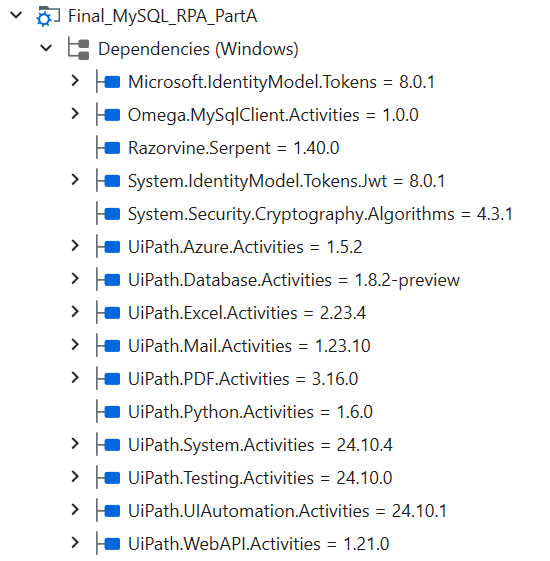 Final_MySQL_RPA_PartA
Dependencies (Windows)
Microsoft.IdentityModel.Tokens = 8.0.1
Omega.MySqlClient.Activities = 1.0.0
Razorvine.Serpent = 1.40.0
System.IdentityModel.Tokens.Jwt = 8.0.1
System.Security.Cryptography.Algorithms = 4.3.1
UiPath.Azure.Activities = 1.5.2
UiPath.Database.Activities = 1.8.2-preview
UiPath.Excel.Activities = 2.23.4
UiPath.Mail.Activities = 1.23.10
UiPath.PDF.Activities = 3.16.0
UiPath.Python.Activities = 1.6.0
UiPath.System.Activities = 24.10.4
UiPath.Testing.Activities = 24.10.0
UiPath.UIAutomation.Activities = 24.10.1
UiPath.WebAPI.Activities = 1.21.0